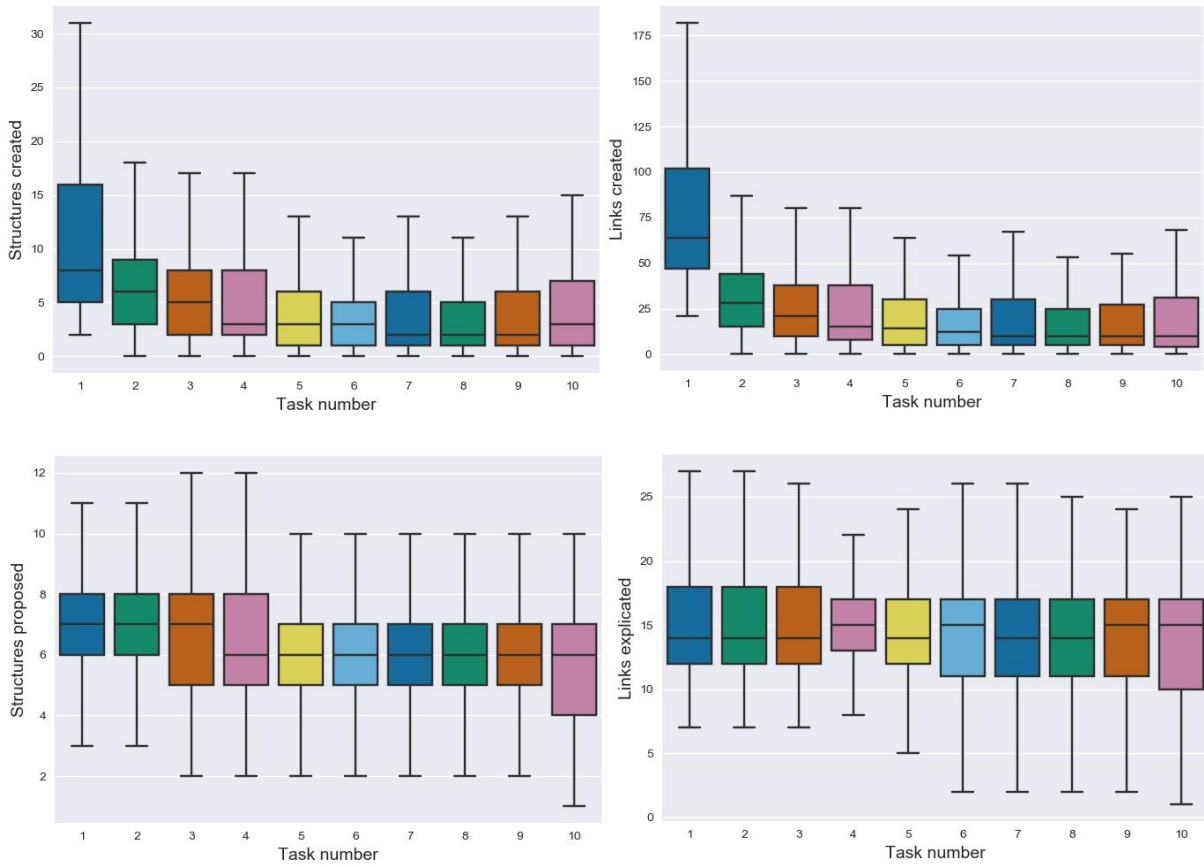 Structures created
30
25
20
15
10
5
0
1 2 3 4 5 6 7 8 9 10
Task number
Links created
175
150
125
100
75
50
25
0
1 2 3 4 5 6 7 8 9 10
Task number
Structures proposed
12
10
8
6
4
2
1 2 3 4 5 6 7 8 9 10
Task number
Links explicated
25
20
15
10
5
0
1 2 3 4 5 6 7 8 9 10
Task number